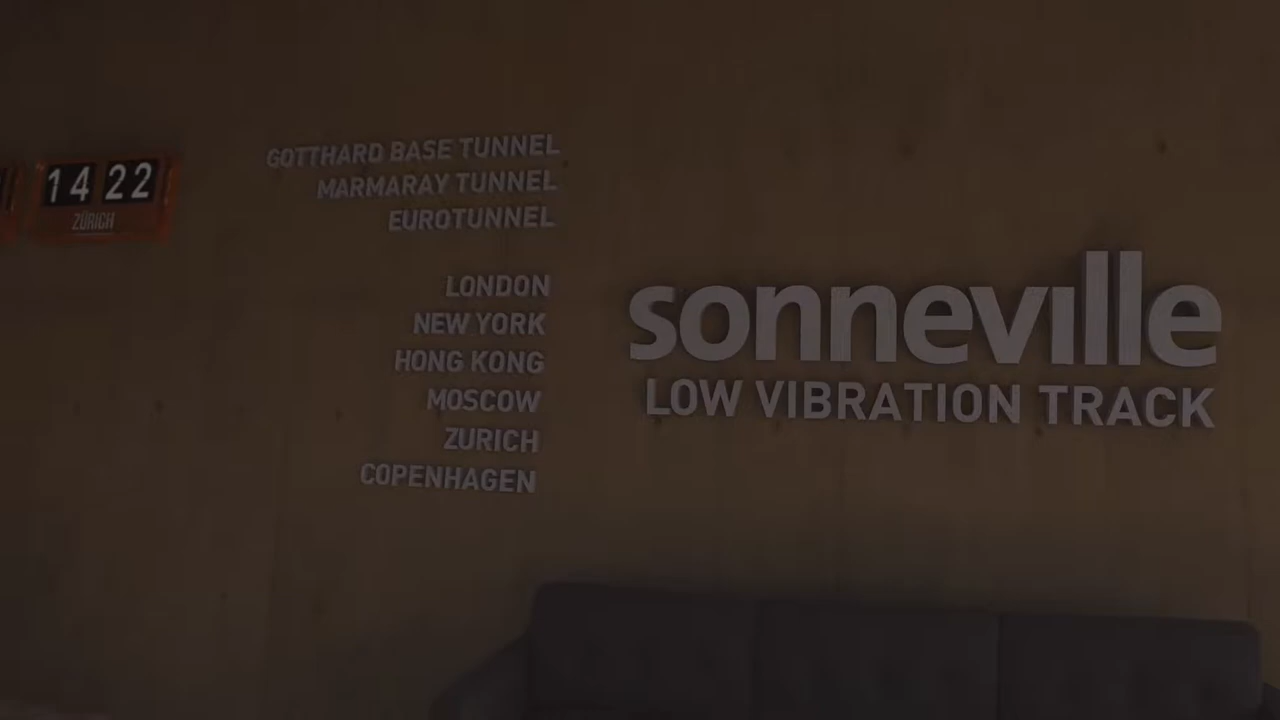 14 22
ZÜRICH
GOTTHARD BASE TUNNEL
MARMARAY TUNNEL
EUROTUNNEL
LONDON
NEW YORK
HONG KONG
MOSCOW
ZURICH
COPENHAGEN
sonneville
LOW VIBRATION TRACK